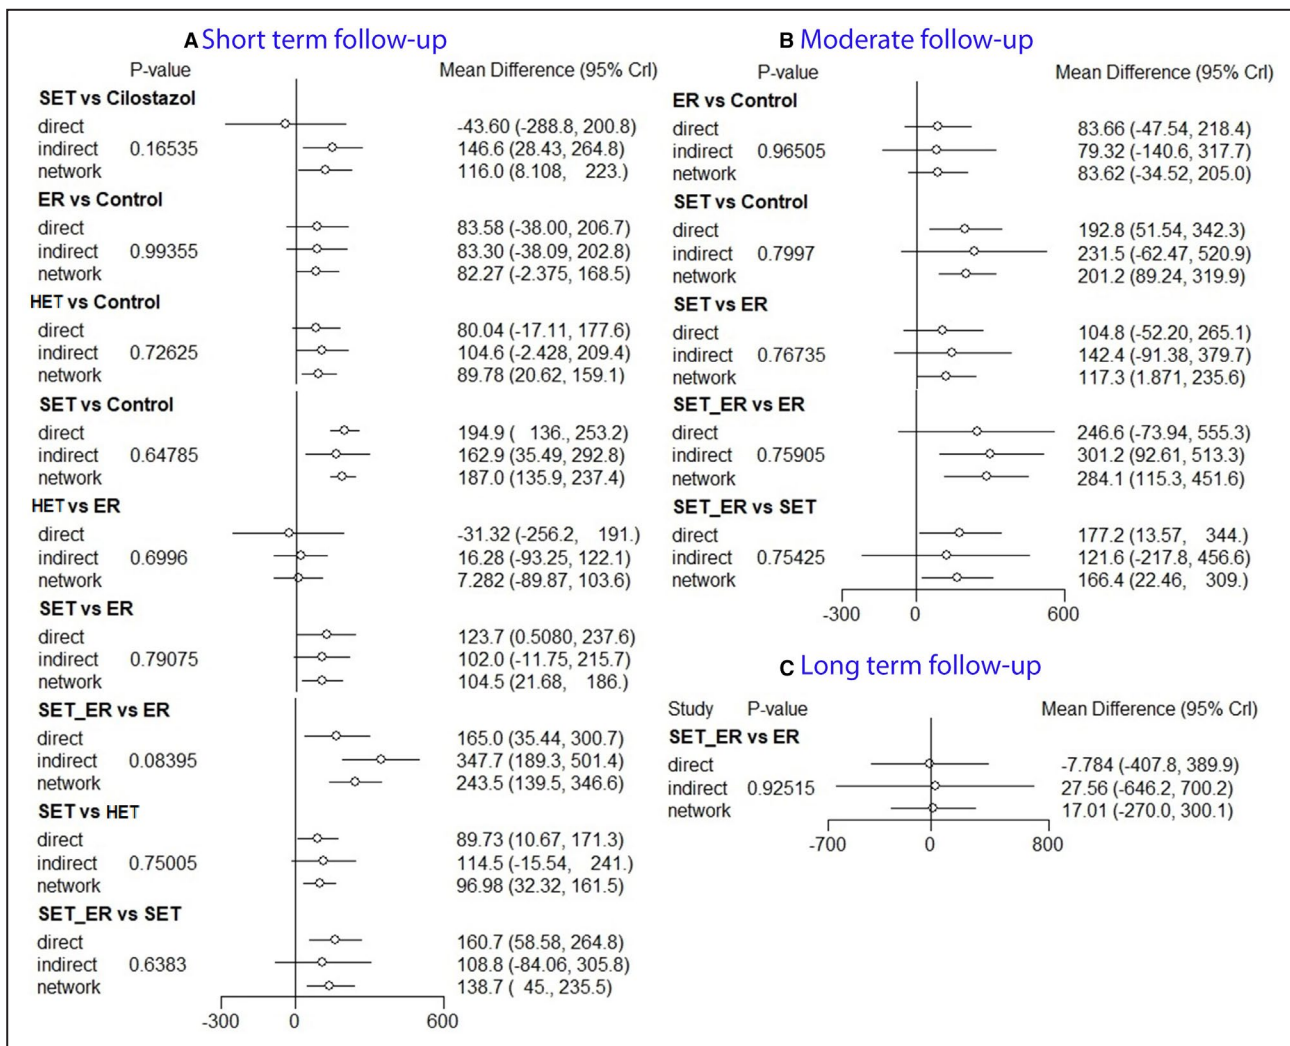 A Short term follow-up
P-value Mean Difference (95% CrI)
SET vs Cilostazol
direct -43.60 (-288.8, 200.8)
indirect 0.16535 146.6 (28.43, 264.8)
network 116.0 (8.108, 223.)
ER vs Control
direct 83.58 (-38.00, 206.7)
indirect 0.99355 83.30 (-38.09, 202.8)
network 82.27 (-2.375, 168.5)
HET vs Control
direct 80.04 (-17.11, 177.6)
indirect 0.72625 104.6 (-2.428, 209.4)
network 89.78 (20.62, 159.1)
SET vs Control
direct 194.9 ( 136., 253.2)
indirect 0.64785 162.9 (35.49, 292.8)
network 187.0 (135.9, 237.4)
HET vs ER
direct -31.32 (-256.2, 191.)
indirect 0.6996 16.28 (-93.25, 122.1)
network 7.282 (-89.87, 103.6)
SET vs ER
direct 123.7 (0.5080, 237.6)
indirect 0.79075 102.0 (-11.75, 215.7)
network 104.5 (21.68, 186.)
SET_ER vs ER
direct 165.0 (35.44, 300.7)
indirect 0.08395 347.7 (189.3, 501.4)
network 243.5 (139.5, 346.6)
SET vs HET
direct 89.73 (10.67, 171.3)
indirect 0.75005 114.5 (-15.54, 241.)
network 96.98 (32.32, 161.5)
SET_ER vs SET
direct 160.7 (58.58, 264.8)
indirect 0.6383 108.8 (-84.06, 305.8)
network 138.7 ( 45., 235.5)
-300 0 600
B Moderate follow-up
P-value Mean Difference (95% CrI)
ER vs Control
direct 83.66 (-47.54, 218.4)
indirect 0.96505 79.32 (-140.6, 317.7)
network 83.62 (-34.52, 205.0)
SET vs Control
direct 192.8 (51.54, 342.3)
indirect 0.7997 231.5 (-62.47, 520.9)
network 201.2 (89.24, 319.9)
SET vs ER
direct 104.8 (-52.20, 265.1)
indirect 0.76735 142.4 (-91.38, 379.7)
network 117.3 (1.871, 235.6)
SET_ER vs ER
direct 246.6 (-73.94, 555.3)
indirect 0.75905 301.2 (92.61, 513.3)
network 284.1 (115.3, 451.6)
SET_ER vs SET
direct 177.2 (13.57, 344.)
indirect 0.75425 121.6 (-217.8, 456.6)
network 166.4 (22.46, 309.)
-300 0 600
C Long term follow-up
Study P-value Mean Difference (95% CrI)
SET_ER vs ER
direct -7.784 (-407.8, 389.9)
indirect 0.92515 27.56 (-646.2, 700.2)
network 17.01 (-270.0, 300.1)
-700 0 800